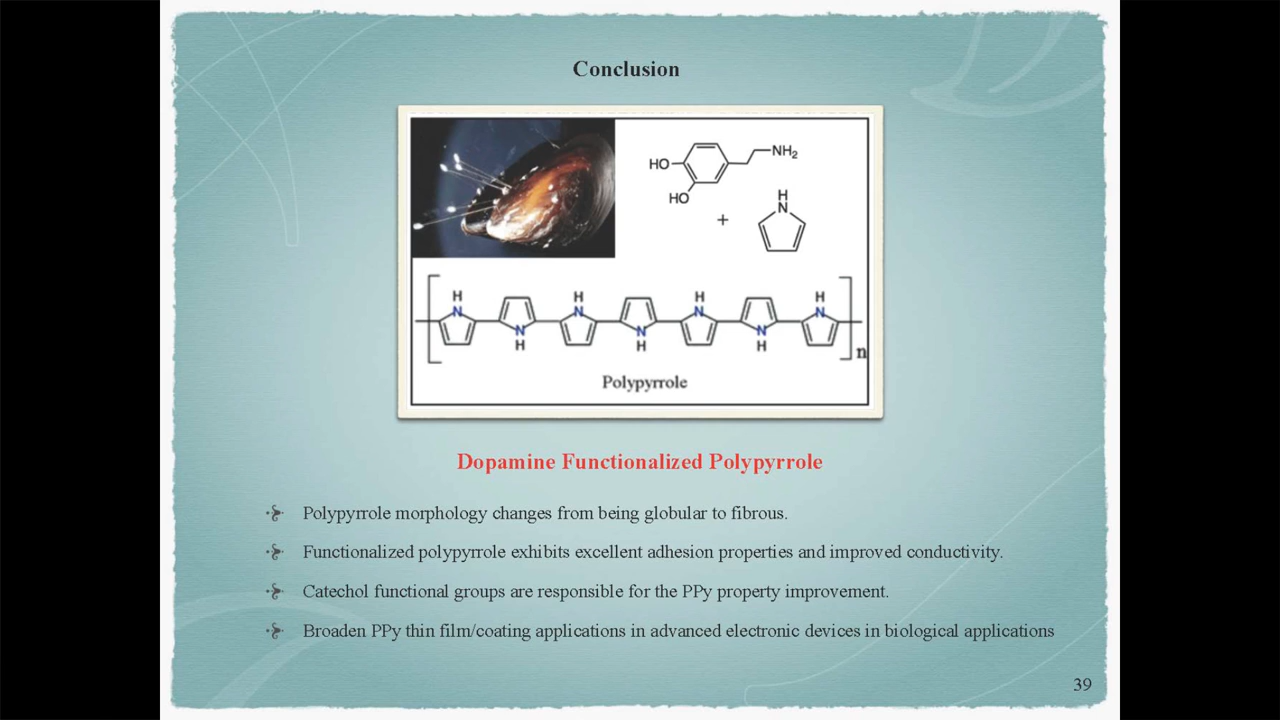 Conclusion
HO
NH2
HO
H
N
+
H
N
H
N
H
N
H
N
N
H
N
H
N
H
n
Polypyrrole
Dopamine Functionalized Polypyrrole
Polypyrrole morphology changes from being globular to fibrous.
Functionalized polypyrrole exhibits excellent adhesion properties and improved conductivity.
Catechol functional groups are responsible for the PPy property improvement.
Broaden PPy thin film/coating applications in advanced electronic devices in biological applications
39